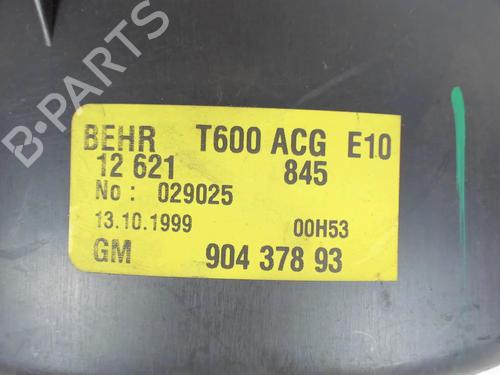 BEHR T600 ACG E10
12 621 845
No: 029025
13.10.1999 00H53
GM 904 378 93
B-PARTS